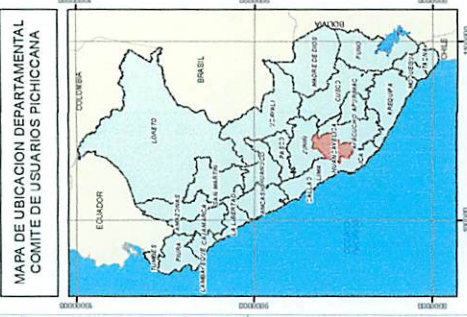 MAPA DE UBICACION DEPARTAMENTAL
COMITE DE USUARIOS PICHICCANA
COLOMBIA
ECUADOR
LORETO
BRASIL
TUMBES
PIURA
AMAZONAS
LAMBAYEQUE
CAJAMARCA
SAN MARTIN
LA LIBERTAD
ANCASH
HUANUCO
UCAYALI
PASCO
JUNIN
CALLAO
LIMA
HUANCAVELICA
MADRE DE DIOS
CUSCO
AYACUCHO
APURIMAC
ICA
PUNO
AREQUIPA
MOQUEGUA
TACNA
BOLIVIA
CHILE